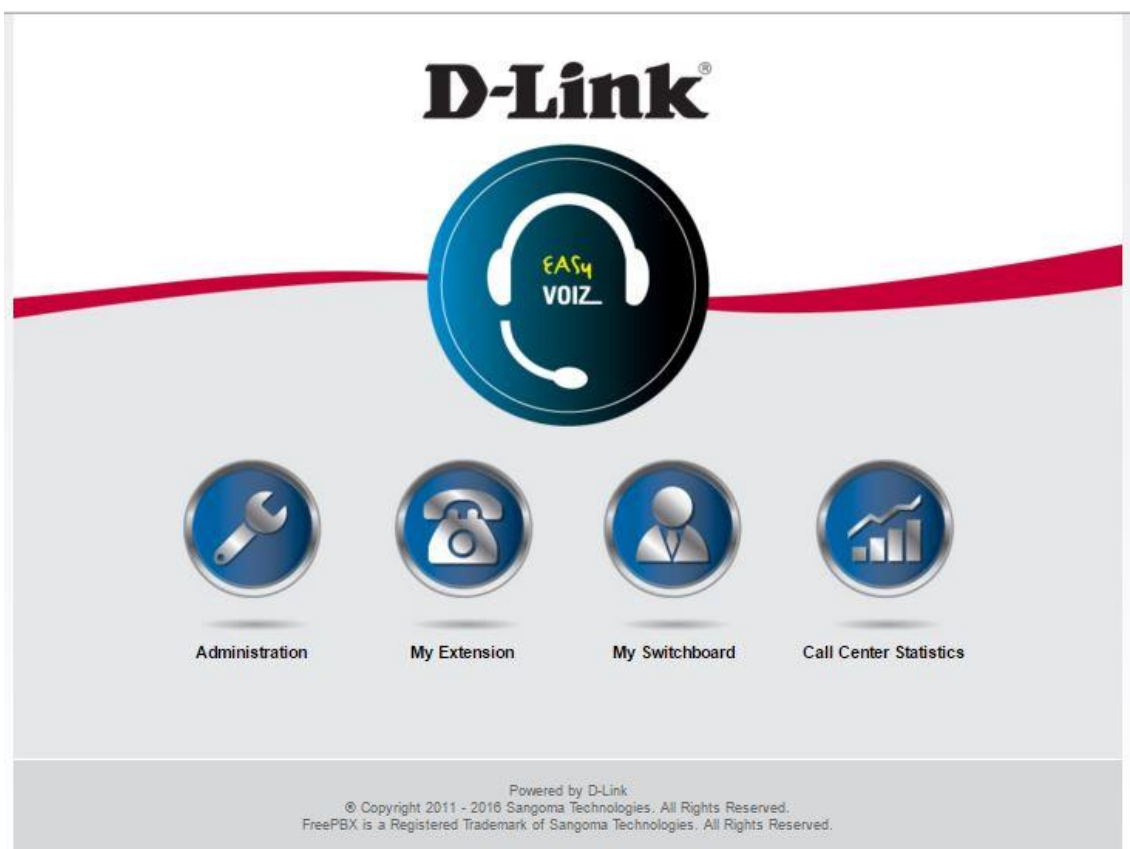 D-Link®
EASy
VOIZ
Administration
My Extension
My Switchboard
Call Center Statistics
Powered by D-Link
® Copyright 2011 - 2016 Sangoma Technologies. All Rights Reserved.
FreePBX is a Registered Trademark of Sangoma Technologies. All Rights Reserved.